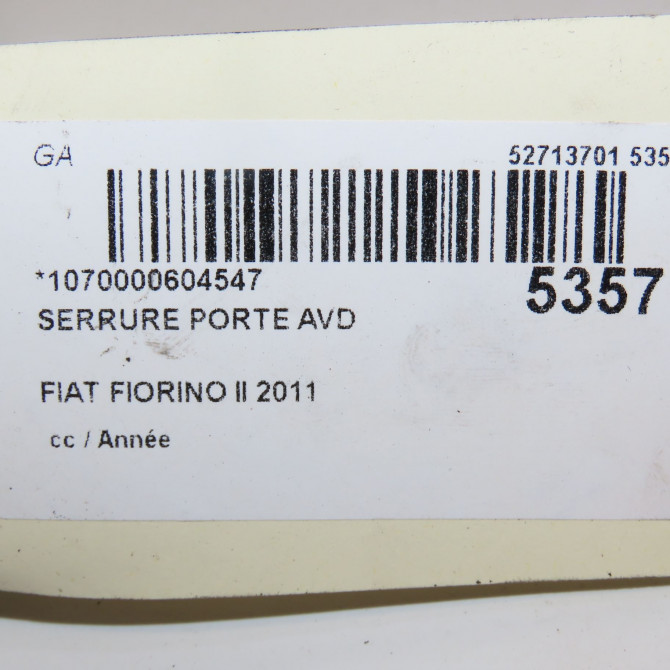 GA 52713701 535
*1070000604547 5357
SERRURE PORTE AVD
FIAT FIORINO II 2011
cc / Année